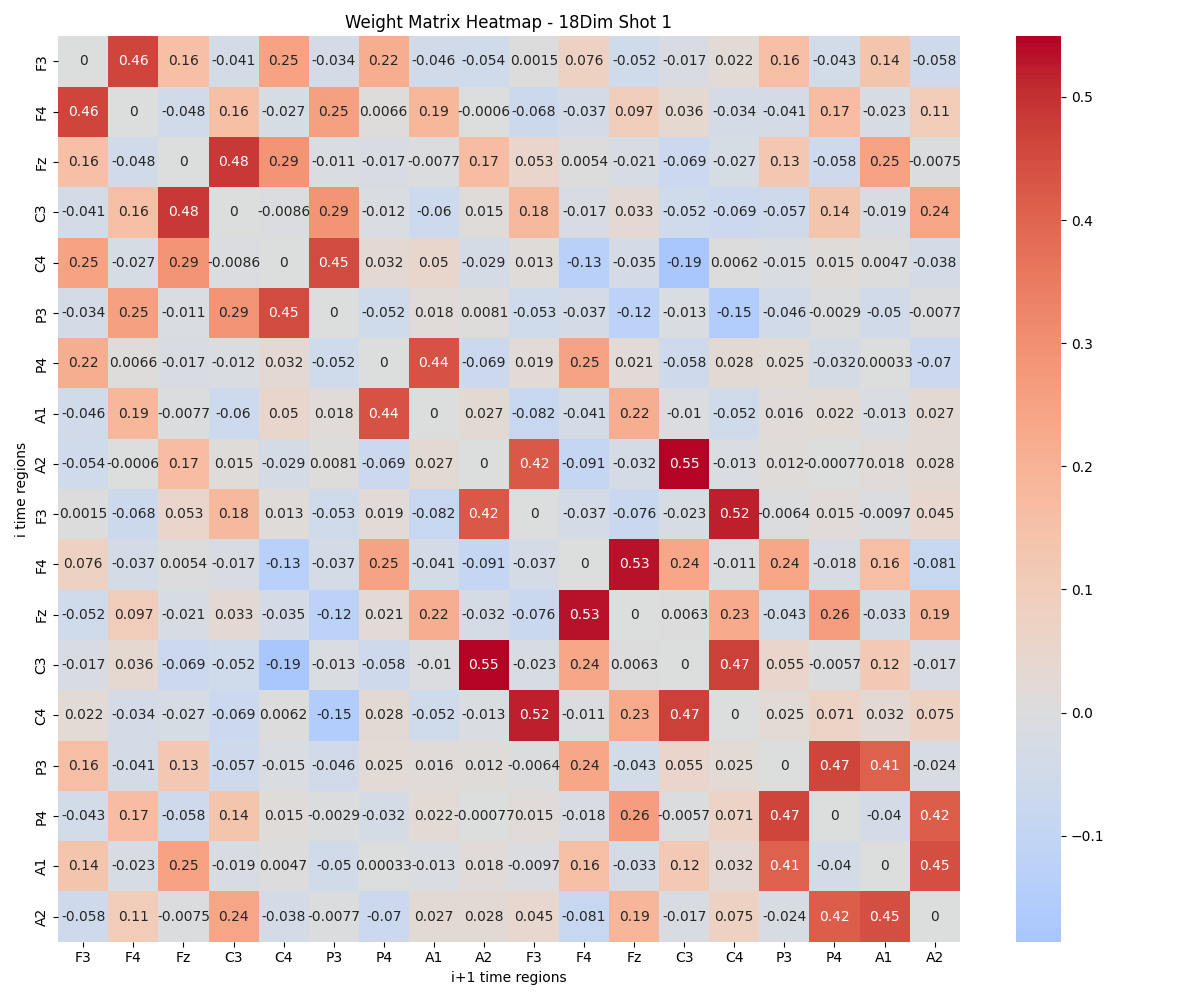 Weight Matrix Heatmap - 18Dim Shot 1
F3 0 0.46 0.16 -0.041 0.25 -0.034 0.22 -0.046 -0.054 0.0015 0.076 -0.052 -0.017 0.022 0.16 -0.043 0.14 -0.058
F4 0.46 0 -0.048 0.16 -0.027 0.25 0.0066 0.19 -0.0006 -0.068 -0.037 0.097 0.036 -0.034 -0.041 0.17 -0.023 0.11
Fz 0.16 -0.048 0 0.48 0.29 -0.011 -0.017 -0.0077 0.17 0.053 0.0054 -0.021 -0.069 -0.027 0.13 -0.058 0.25 -0.0075
C3 -0.041 0.16 0.48 0 -0.0086 0.29 -0.012 -0.06 0.015 0.18 -0.017 0.033 -0.052 -0.069 -0.057 0.14 -0.019 0.24
C4 0.25 -0.027 0.29 -0.0086 0 0.45 0.032 0.05 -0.029 0.013 -0.13 -0.035 -0.19 0.0062 -0.015 0.015 0.0047 -0.038
P3 -0.034 0.25 -0.011 0.29 0.45 0 -0.052 0.018 0.0081 -0.053 -0.037 -0.12 -0.013 -0.15 -0.046 -0.0029 -0.05 -0.0077
P4 0.22 0.0066 -0.017 -0.012 0.032 -0.052 0 0.44 -0.069 0.019 0.25 0.021 -0.058 0.028 0.025 -0.032 0.00033 -0.07
A1 -0.046 0.19 -0.0077 -0.06 0.05 0.018 0.44 0 0.027 -0.082 -0.041 0.22 -0.01 -0.052 0.016 0.022 -0.013 0.027
A2 -0.054 -0.0006 0.17 0.015 -0.029 0.0081 -0.069 0.027 0 0.42 -0.091 -0.032 0.55 -0.013 0.012 -0.00077 0.018 0.028
F3 0.0015 -0.068 0.053 0.18 0.013 -0.053 0.019 -0.082 0.42 0 -0.037 -0.076 -0.023 0.52 -0.0064 0.015 -0.0097 0.045
F4 0.076 -0.037 0.0054 -0.017 -0.13 -0.037 0.25 -0.041 -0.091 -0.037 0 0.53 0.24 -0.011 0.24 -0.018 0.16 -0.081
Fz -0.052 0.097 -0.021 0.033 -0.035 -0.12 0.021 0.22 -0.032 -0.076 0.53 0 0.0063 0.23 -0.043 0.26 -0.033 0.19
C3 -0.017 0.036 -0.069 -0.052 -0.19 -0.013 -0.058 -0.01 0.55 -0.023 0.24 0.0063 0 0.47 0.055 -0.0057 0.12 -0.017
C4 0.022 -0.034 -0.027 -0.069 0.0062 -0.15 0.028 -0.052 -0.013 0.52 -0.011 0.23 0.47 0 0.025 0.071 0.032 0.075
P3 0.16 -0.041 0.13 -0.057 -0.015 -0.046 0.025 0.016 0.012 -0.0064 0.24 -0.043 0.055 0.025 0 0.47 0.41 -0.024
P4 -0.043 0.17 -0.058 0.14 0.015 -0.0029 -0.032 0.022 -0.00077 0.015 -0.018 0.26 -0.0057 0.071 0.47 0 -0.04 0.42
A1 0.14 -0.023 0.25 -0.019 0.0047 -0.05 0.00033 -0.013 0.018 -0.0097 0.16 -0.033 0.12 0.032 0.41 -0.04 0 0.45
A2 -0.058 0.11 -0.0075 0.24 -0.038 -0.0077 -0.07 0.027 0.028 0.045 -0.081 0.19 -0.017 0.075 -0.024 0.42 0.45 0
F3 F4 Fz C3 C4 P3 P4 A1 A2 F3 F4 Fz C3 C4 P3 P4 A1 A2
i+1 time regions
i time regions
0.5
0.4
0.3
0.2
0.1
0.0
−0.1